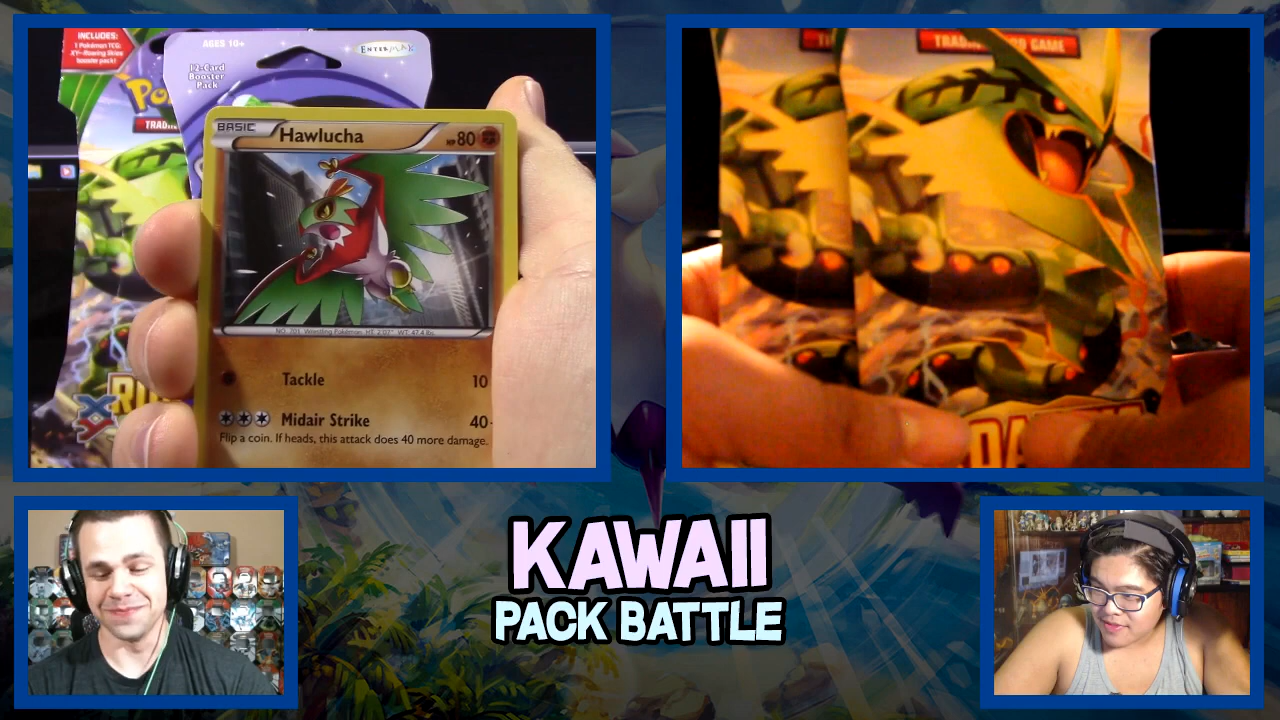 INCLUDES:
1 Pokémon TCG:
XY—Roaring Skies
booster pack!
AGES 10+
ENTERMAX
12-Card
Booster
Pack
BASIC
Hawlucha
HP 80
NO. 701 Wrestling Pokémon HT: 2'07" WT: 47.4 lbs.
Tackle 10
Midair Strike 40
Flip a coin. If heads, this attack does 40 more damage.
XY
CARD GAME
KAWAII
PACK BATTLE